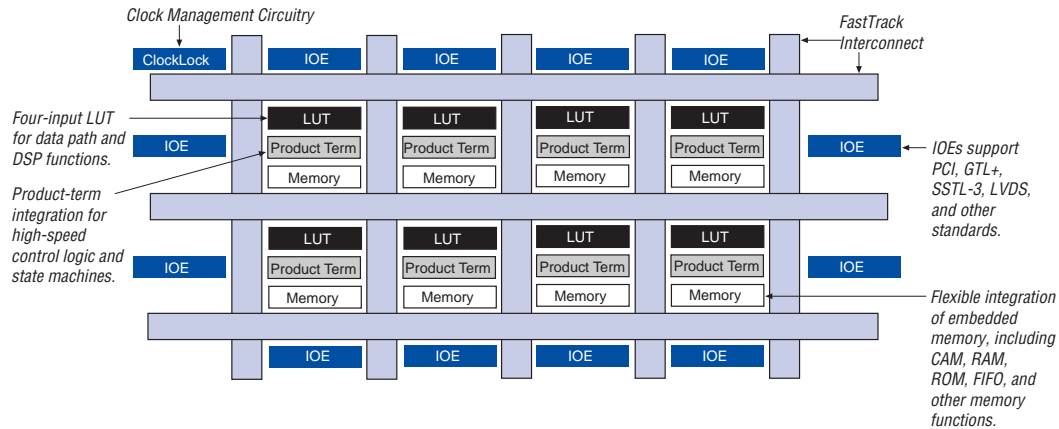 Clock Management Circuitry
FastTrack
Interconnect
ClockLock
IOE
IOE
IOE
IOE
Four-input LUT
for data path and
DSP functions.
LUT
LUT
LUT
LUT
IOE
Product Term
Product Term
Product Term
Product Term
IOE
Memory
Memory
Memory
Memory
IOEs support
PCI, GTL+,
SSTL-3, LVDS,
and other
standards.
Product-term
integration for
high-speed
control logic and
state machines.
LUT
LUT
LUT
LUT
IOE
Product Term
Product Term
Product Term
Product Term
IOE
Memory
Memory
Memory
Memory
Flexible integration
of embedded
memory, including
CAM, RAM,
ROM, FIFO, and
other memory
functions.
IOE
IOE
IOE
IOE